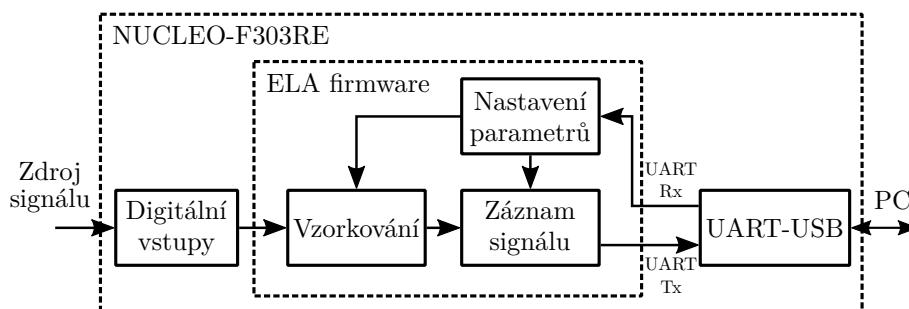 NUCLEO-F303RE
ELA firmware
Nastavení
parametrů
Zdroj
signálu
Digitální
vstupy
Vzorkování
Záznam
signálu
UART
Rx
UART-USB
PC
UART
Tx